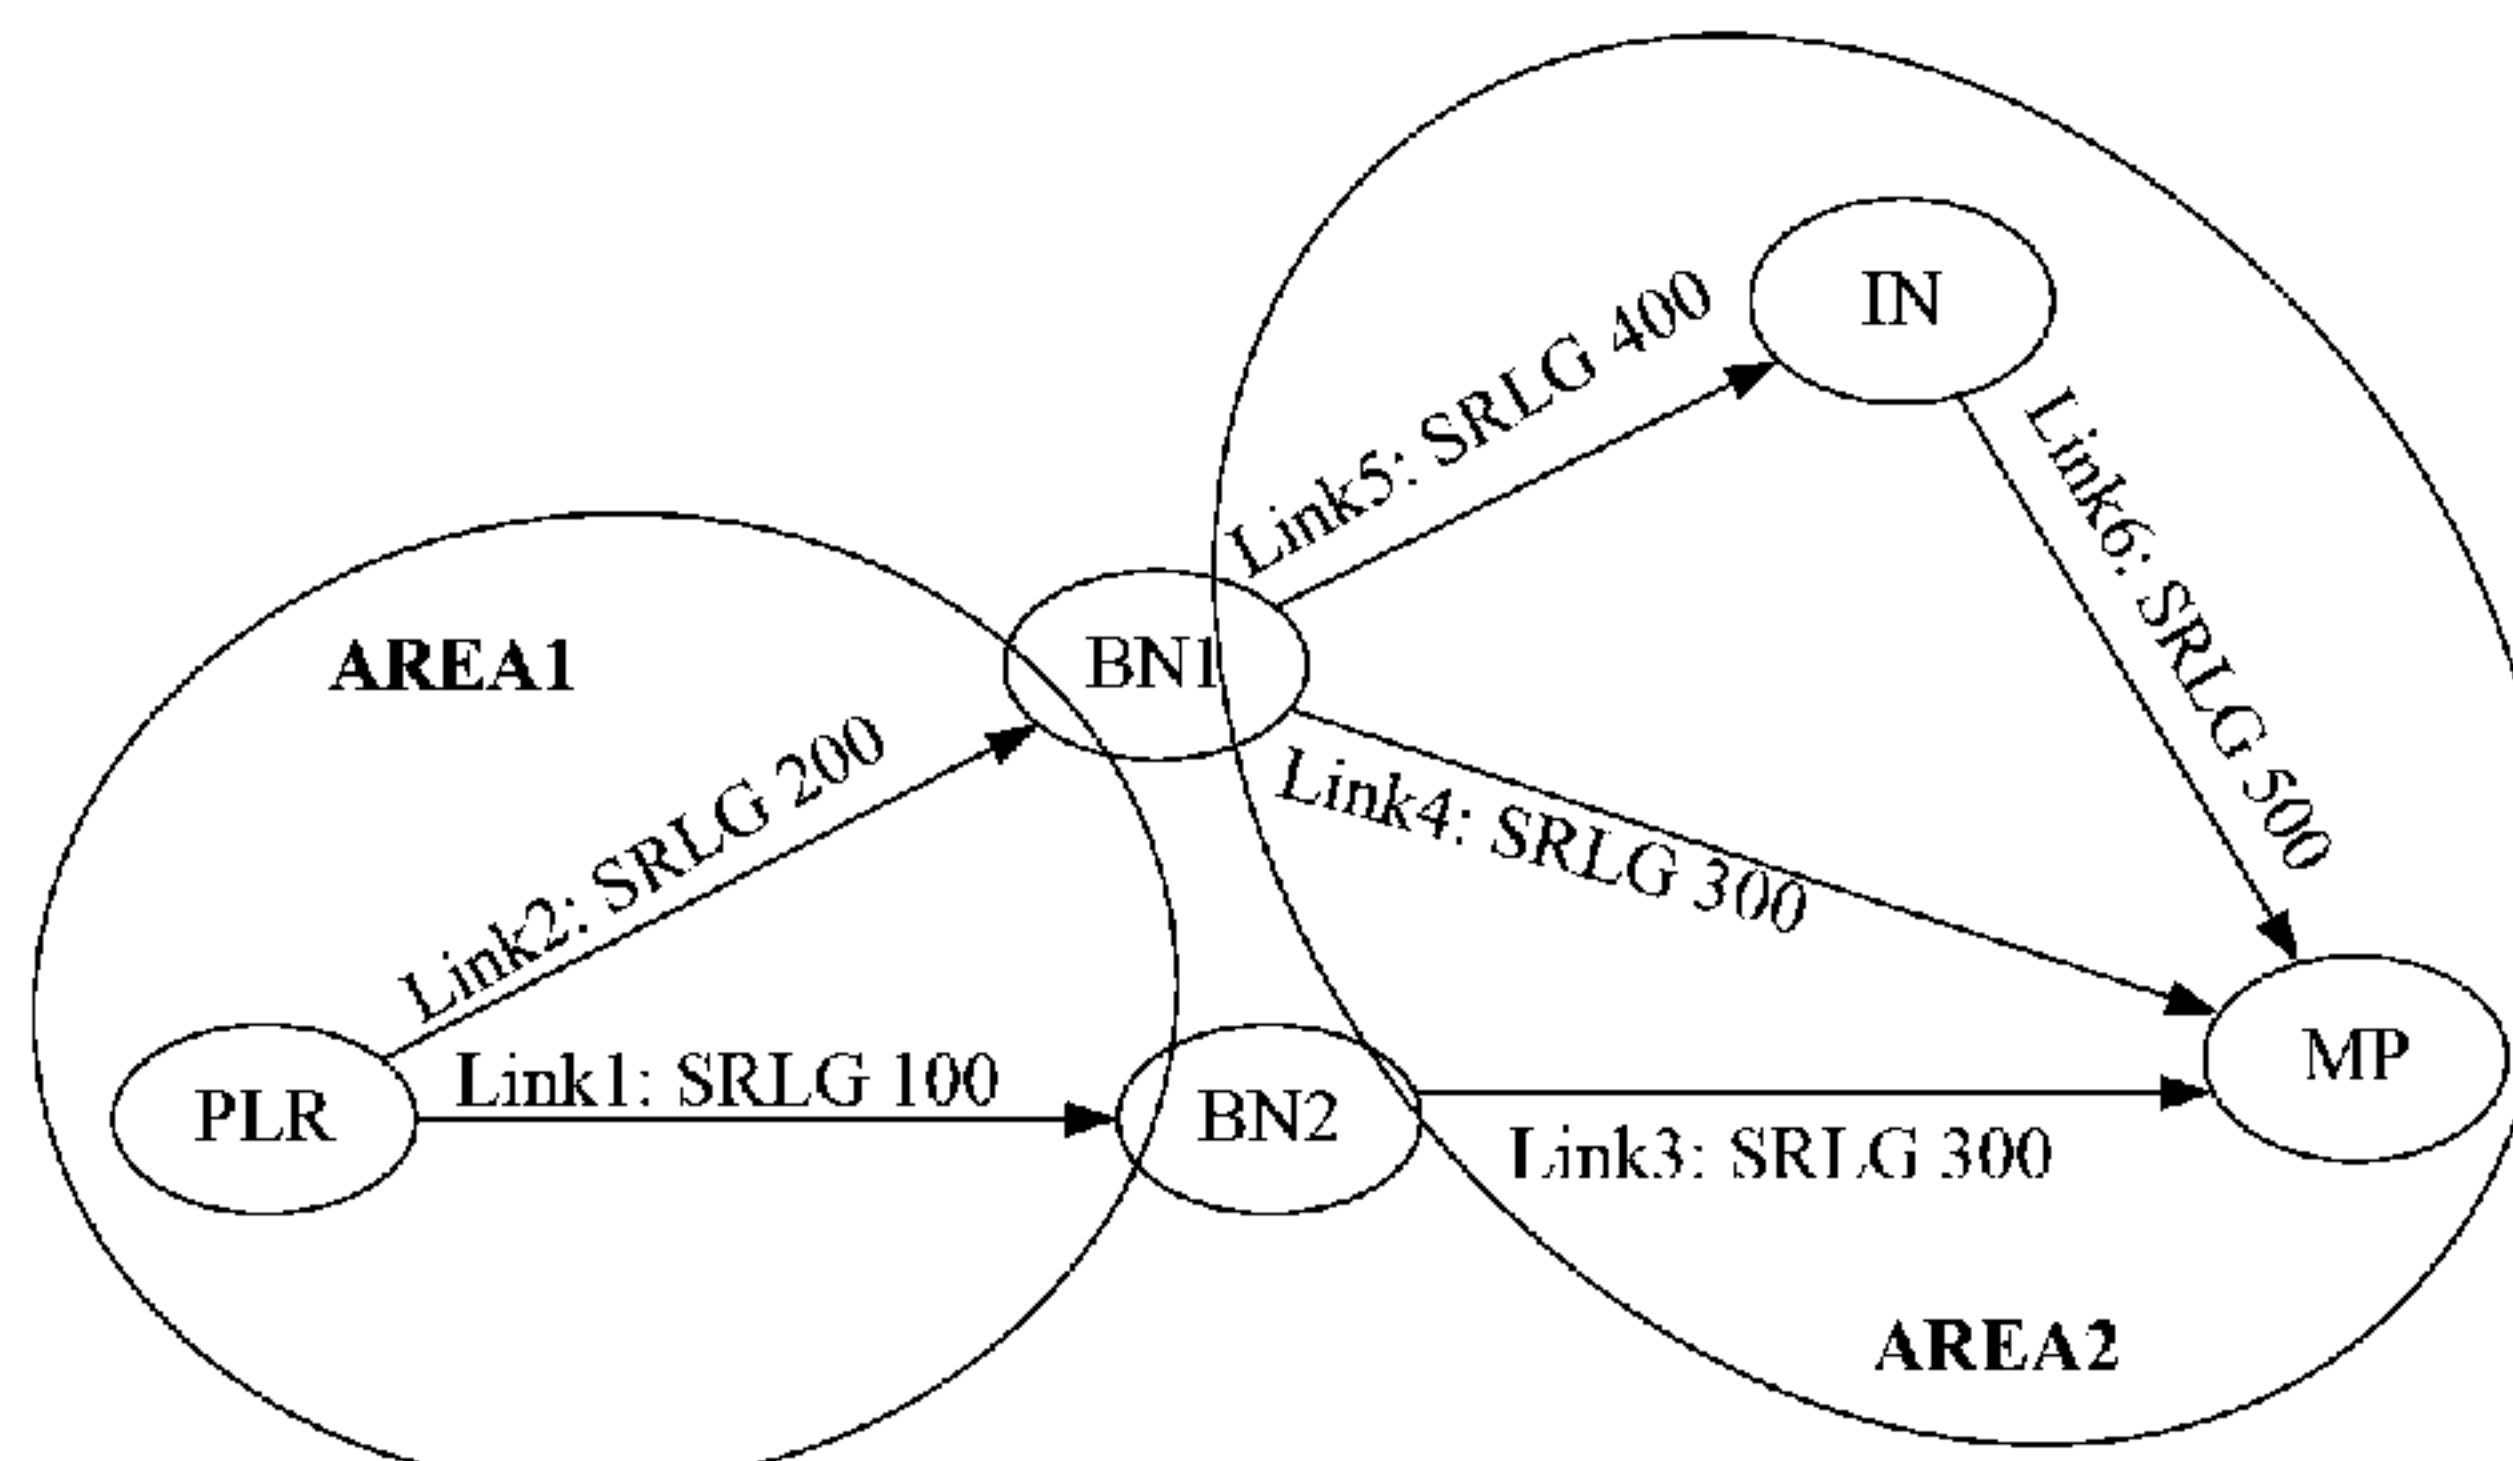 IN
Link5: SRLG 400
Link6: SRLG 500
AREA1
BN1
Link2: SRLG 200
Link4: SRLG 300
PLR
Link1: SRLG 100
BN2
MP
Link3: SRLG 300
AREA2